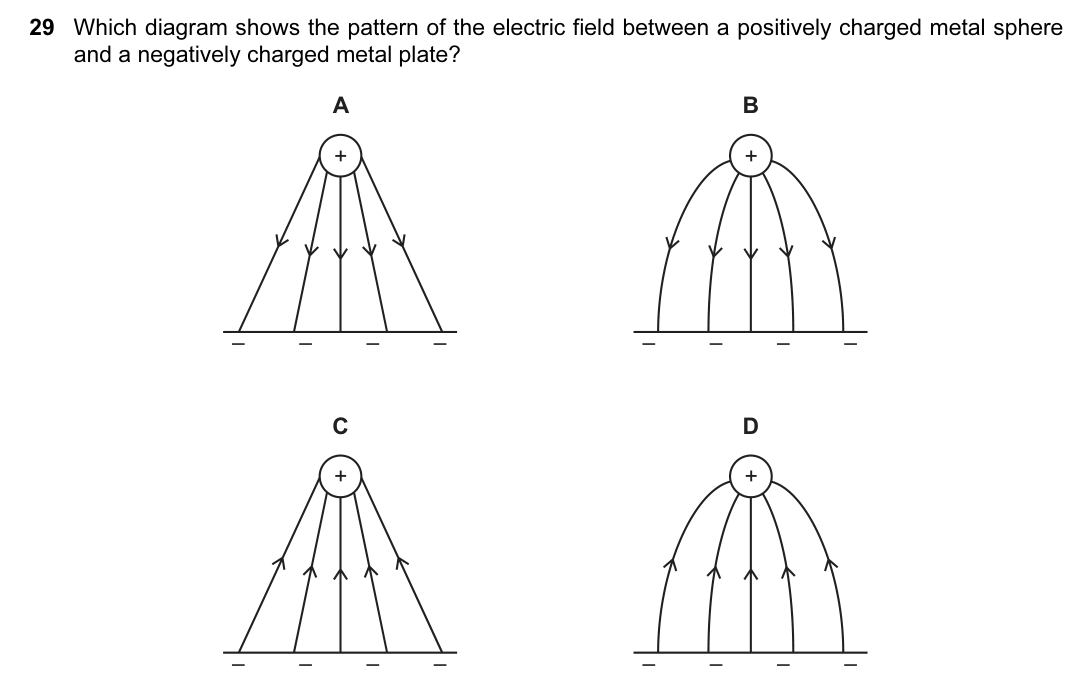 29 Which diagram shows the pattern of the electric field between a positively charged metal sphere
and a negatively charged metal plate?
A B
+ +
– – – – – – – –
C D
+ +
– – – – – – – –